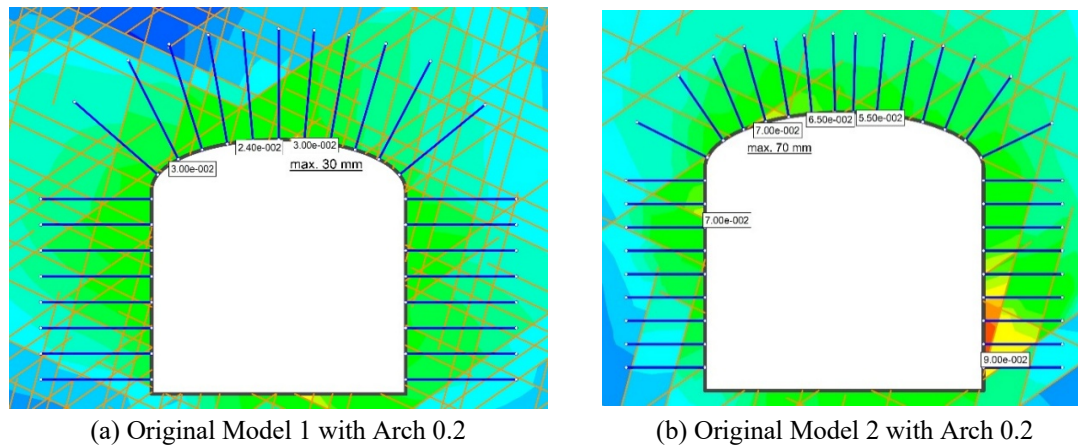 3.00e-002
2.40e-002
3.00e-002
max. 30 mm
(a) Original Model 1 with Arch 0.2
7.00e-002
6.50e-002
5.50e-002
max. 70 mm
7.00e-002
9.00e-002
(b) Original Model 2 with Arch 0.2